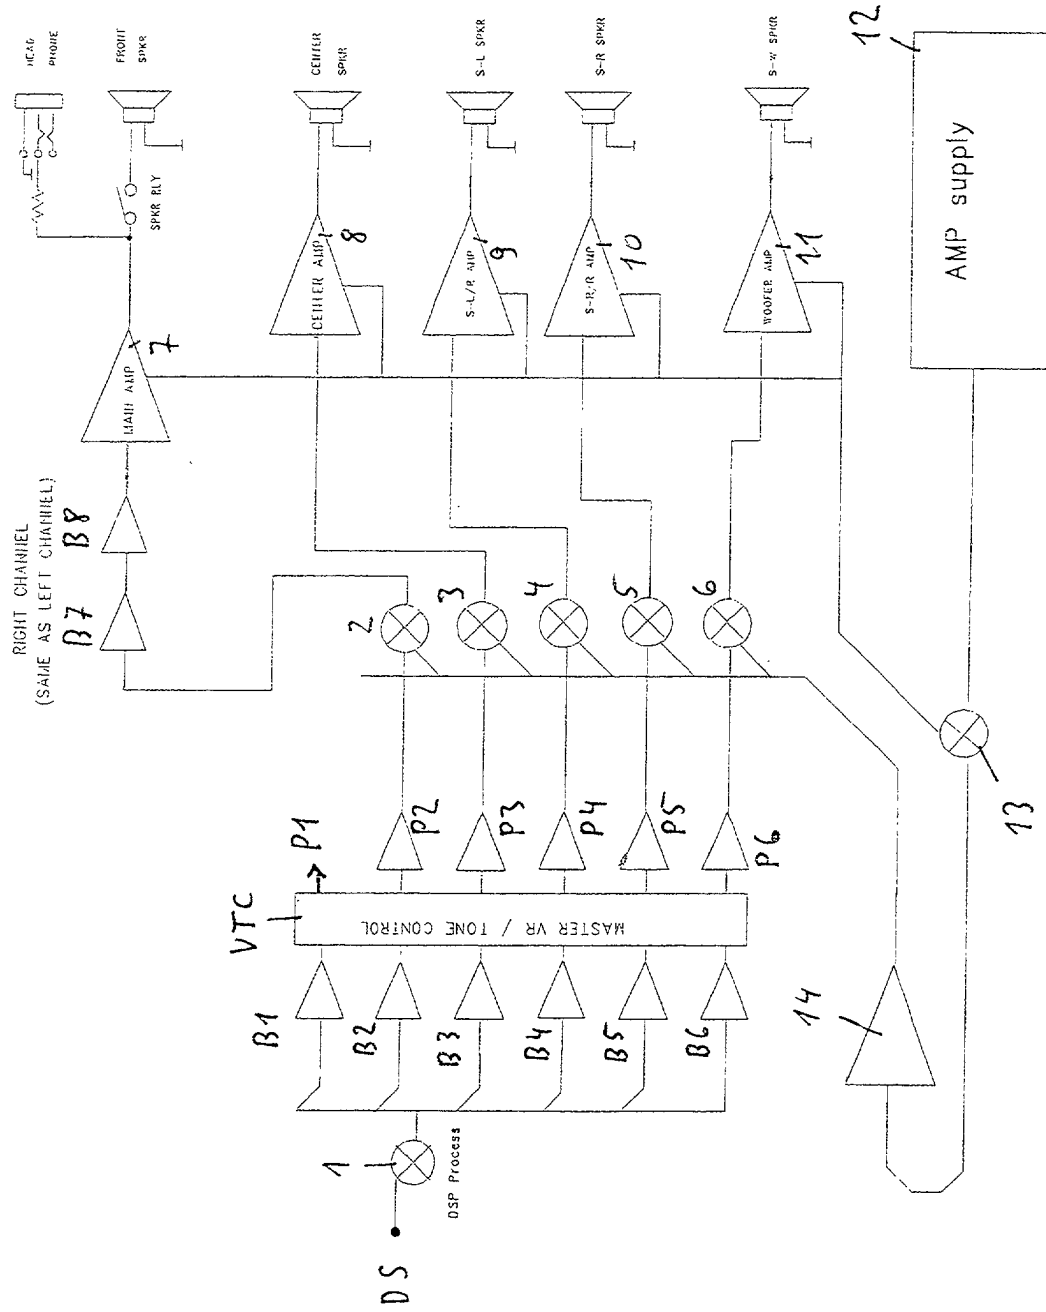 HEAD
PHONE
FRONT
SPKR
CENTER
SPKR
S-L SPKR
S-R SPKR
S-W SPKR
12
SPKR RLY
7
MAIN AMP
8
CENTER AMP
9
S-L/R AMP
10
S-R/R AMP
11
WOOFER AMP
AMP supply
RIGHT CHANNEL
(SAME AS LEFT CHANNEL)
B7
B8
2
3
4
5
6
13
P1
P2
P3
P4
P5
P6
VTC
MASTER VR / TONE CONTROL
B1
B2
B3
B4
B5
B6
14
1
DSP Process
DS